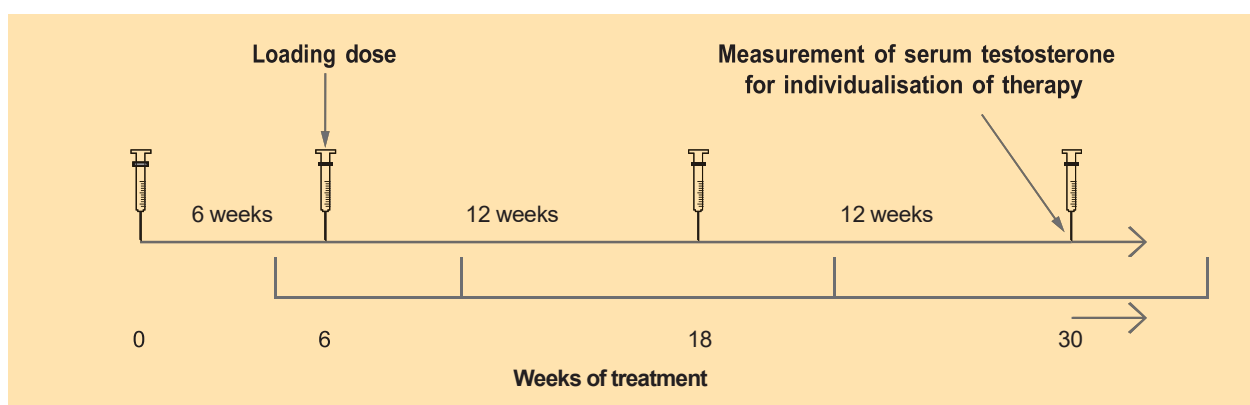 Loading dose
Measurement of serum testosterone
for individualisation of therapy
6 weeks
12 weeks
12 weeks
0
6
18
30
Weeks of treatment